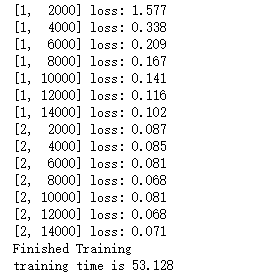 [1,  2000] loss: 1.577
[1,  4000] loss: 0.338
[1,  6000] loss: 0.209
[1,  8000] loss: 0.167
[1, 10000] loss: 0.141
[1, 12000] loss: 0.116
[1, 14000] loss: 0.102
[2,  2000] loss: 0.087
[2,  4000] loss: 0.085
[2,  6000] loss: 0.081
[2,  8000] loss: 0.068
[2, 10000] loss: 0.081
[2, 12000] loss: 0.068
[2, 14000] loss: 0.071
Finished Training
training time is 53.128